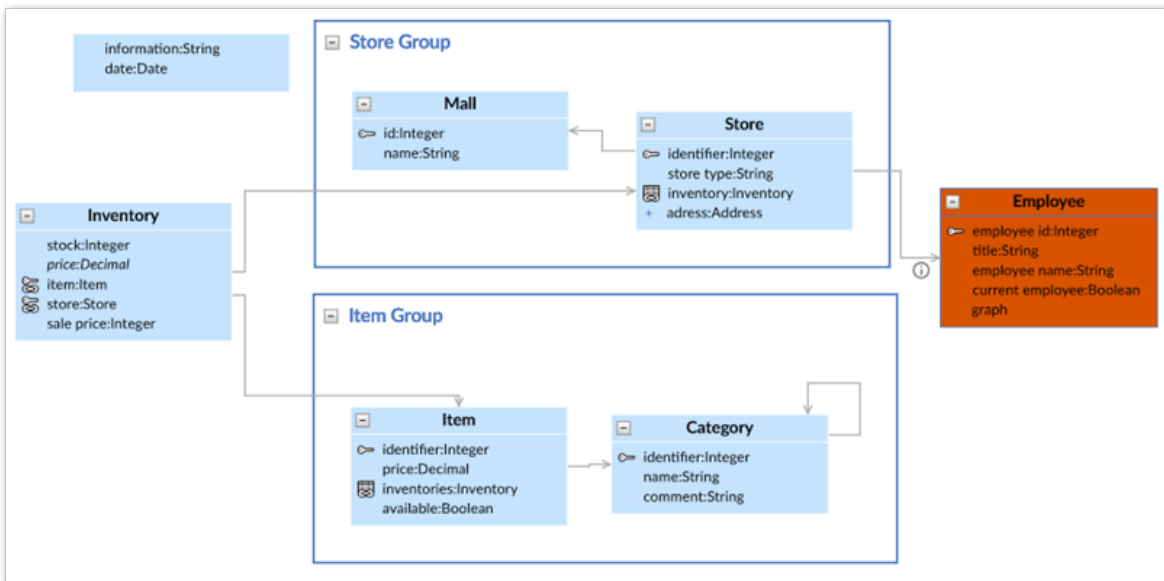 information:String
date:Date
Store Group
Mall
id:Integer
name:String
Store
identifier:Integer
store type:String
inventory:Inventory
+ adress:Address
Inventory
stock:Integer
price:Decimal
item:Item
store:Store
sale price:Integer
Employee
employee id:Integer
title:String
employee name:String
current employee:Boolean
graph
Item Group
Item
identifier:Integer
price:Decimal
inventories:Inventory
available:Boolean
Category
identifier:Integer
name:String
comment:String